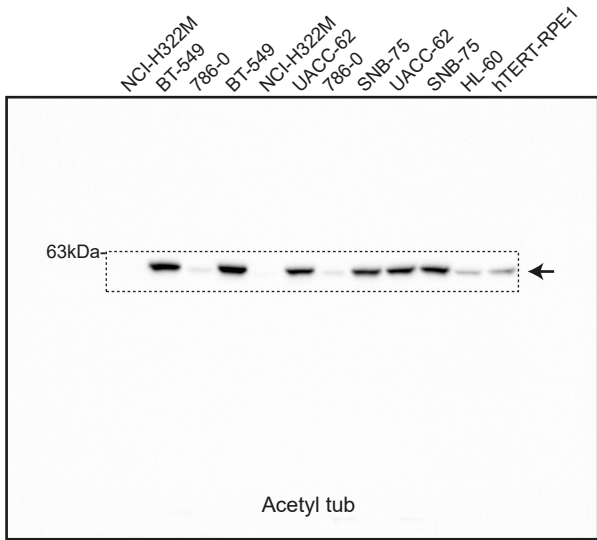 NCI-H322M
BT-549
786-0
BT-549
NCI-H322M
UACC-62
786-0
SNB-75
UACC-62
SNB-75
HL-60
hTERT-RPE1
63kDa-
Acetyl tub